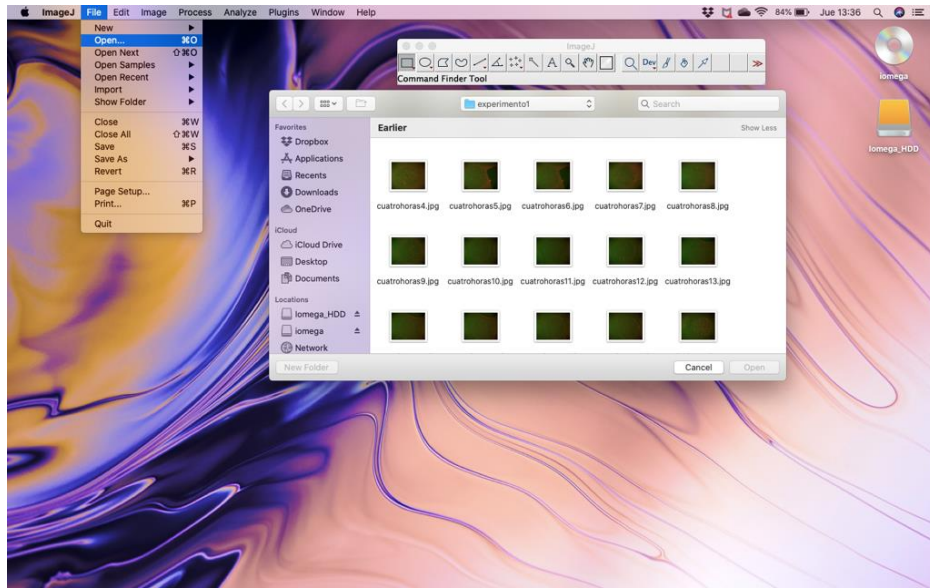 ImageJ File Edit Image Process Analyze Plugins Window Help 84% Jue 13:36
New
Open... ⌘O
Open Next ⇧⌘O
Open Samples
Open Recent
Import
Show Folder
Close ⌘W
Close All ⇧⌘W
Save ⌘S
Save As
Revert ⌘R
Page Setup...
Print... ⌘P
Quit
ImageJ
A Dev
Command Finder Tool
iomega
Iomega_HDD
experimento1 Search
Favorites
Dropbox
Applications
Recents
Downloads
OneDrive
iCloud
iCloud Drive
Desktop
Documents
Locations
Iomega_HDD
iomega
Network
Earlier Show Less
cuatrohoras4.jpg cuatrohoras5.jpg cuatrohoras6.jpg cuatrohoras7.jpg cuatrohoras8.jpg
cuatrohoras9.jpg cuatrohoras10.jpg cuatrohoras11.jpg cuatrohoras12.jpg cuatrohoras13.jpg
New Folder Cancel Open